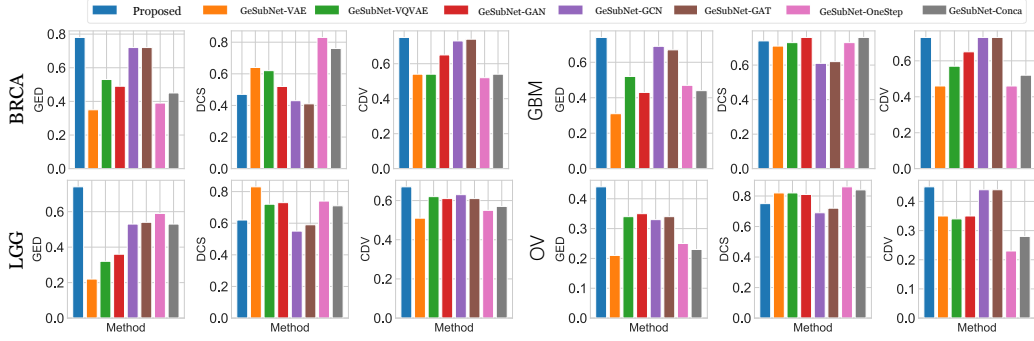 Proposed GeSubNet-VAE GeSubNet-VQVAE GeSubNet-GAN GeSubNet-GCN GeSubNet-GAT GeSubNet-OneStep GeSubNet-Conca
BRCA
GED
0.8
0.6
0.4
0.2
0.0
DCS
0.8
0.6
0.4
0.2
0.0
CDV
0.6
0.4
0.2
0.0
GBM
GED
0.6
0.4
0.2
0.0
DCS
0.6
0.4
0.2
0.0
CDV
0.6
0.4
0.2
0.0
LGG
GED
0.6
0.4
0.2
0.0
Method
DCS
0.8
0.6
0.4
0.2
0.0
Method
CDV
0.6
0.4
0.2
0.0
Method
OV
GED
0.4
0.3
0.2
0.1
0.0
Method
DCS
0.8
0.6
0.4
0.2
0.0
Method
CDV
0.4
0.3
0.2
0.1
0.0
Method